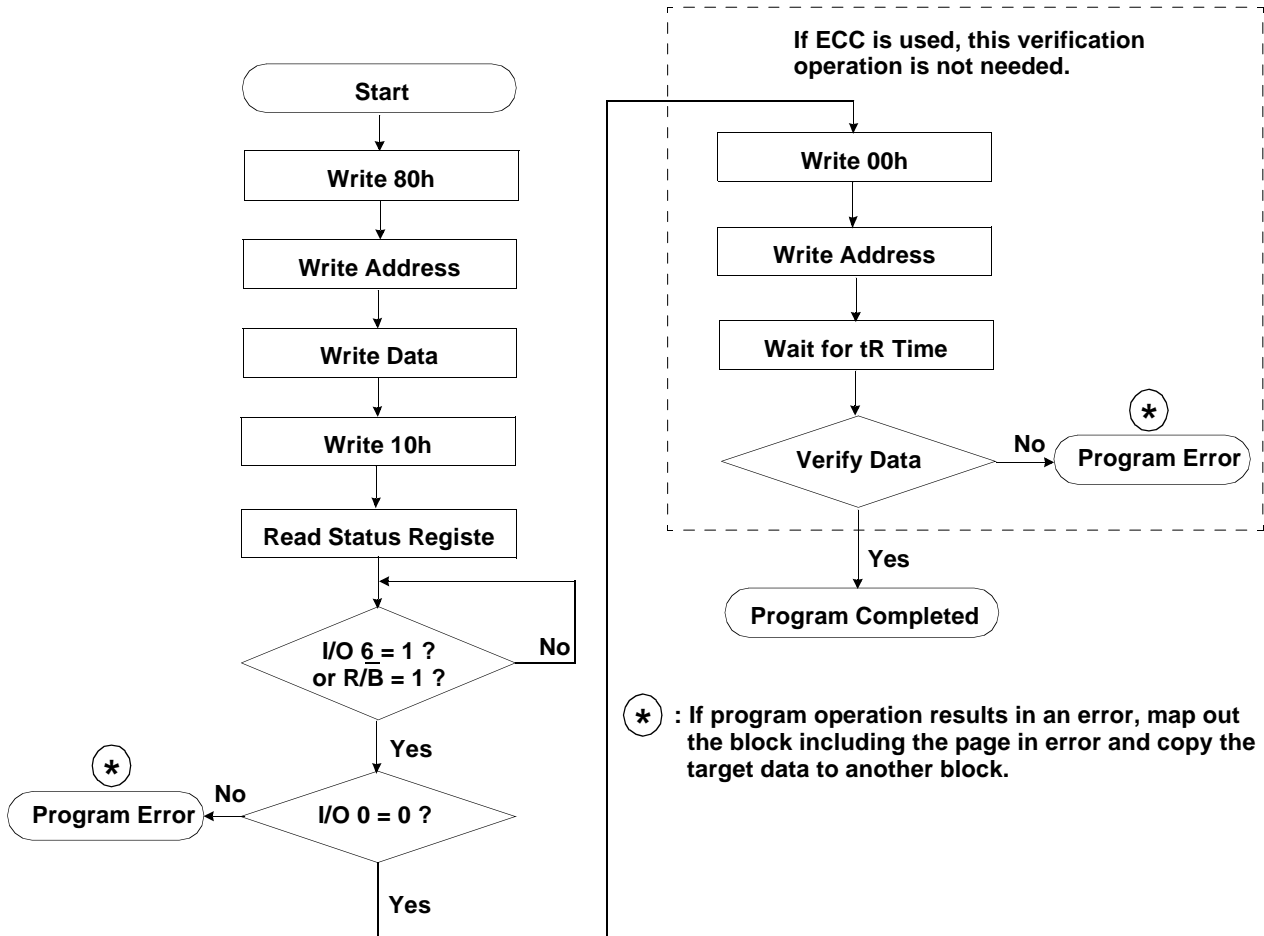 Start
Write 80h
Write Address
Write Data
Write 10h
Read Status Registe
I/O 6 = 1 ?
or R/B̅ = 1 ?
No
Yes
*
No
Program Error
I/O 0 = 0 ?
Yes
If ECC is used, this verification
operation is not needed.
Write 00h
Write Address
Wait for tR Time
*
Verify Data
No
Program Error
Yes
Program Completed
* : If program operation results in an error, map out
the block including the page in error and copy the
target data to another block.